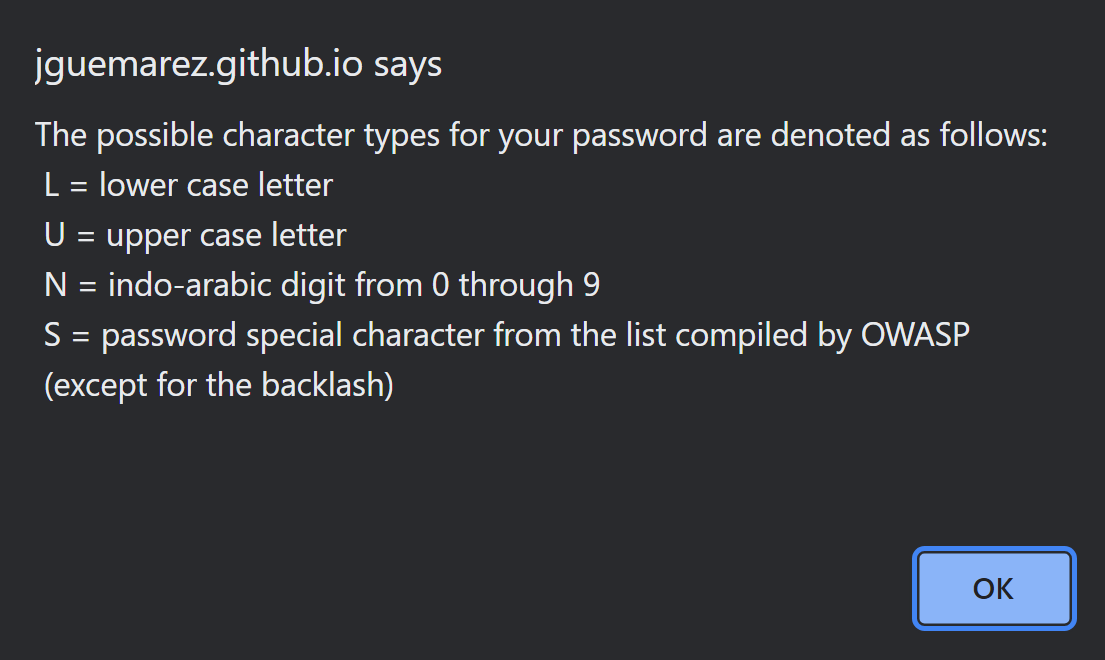 jguemarez.github.io says
The possible character types for your password are denoted as follows:
L = lower case letter
U = upper case letter
N = indo-arabic digit from 0 through 9
S = password special character from the list compiled by OWASP
(except for the backlash)
OK